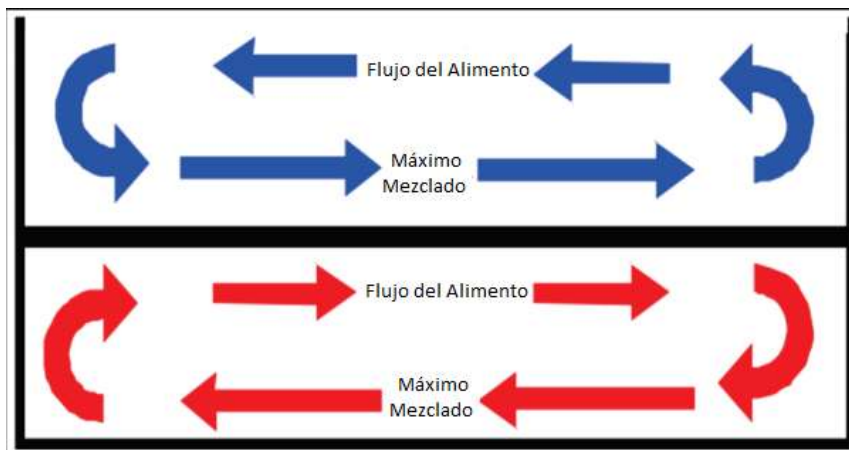 Flujo del Alimento
Máximo
Mezclado
Flujo del Alimento
Máximo
Mezclado